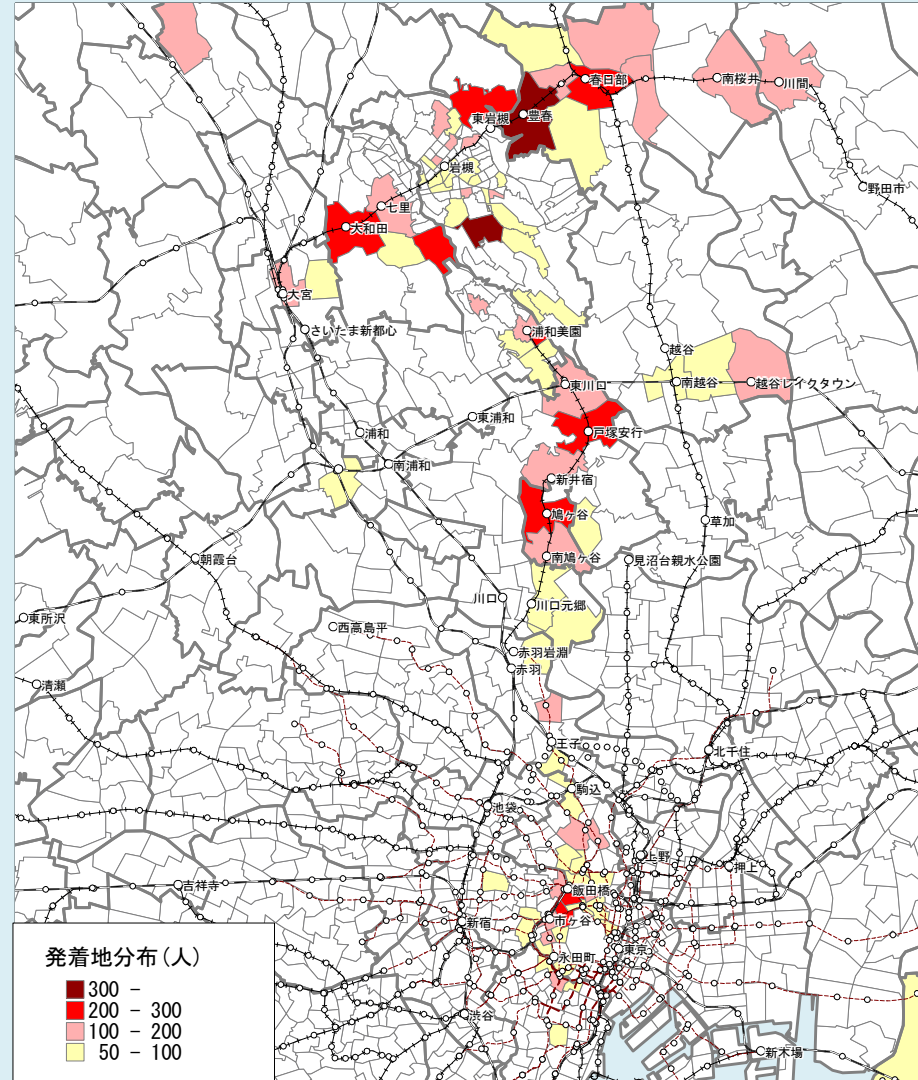 春日部
南桜井
川間
東岩槻
豊春
岩槻
野田市
七里
大和田
大宮
さいたま新都心
浦和美園
越谷
東川口
南越谷
越谷レイクタウン
東浦和
浦和
戸塚安行
南浦和
新井宿
鳩ヶ谷
草加
朝霞台
南鳩ヶ谷
見沼台親水公園
川口
川口元郷
東所沢
西高島平
赤羽岩淵
赤羽
清瀬
王子
北千住
駒込
池袋
上野
押上
吉祥寺
飯田橋
新宿
市ヶ谷
東京
永田町
渋谷
新木場
発着地分布(人)
300 -
200 - 300
100 - 200
50 - 100